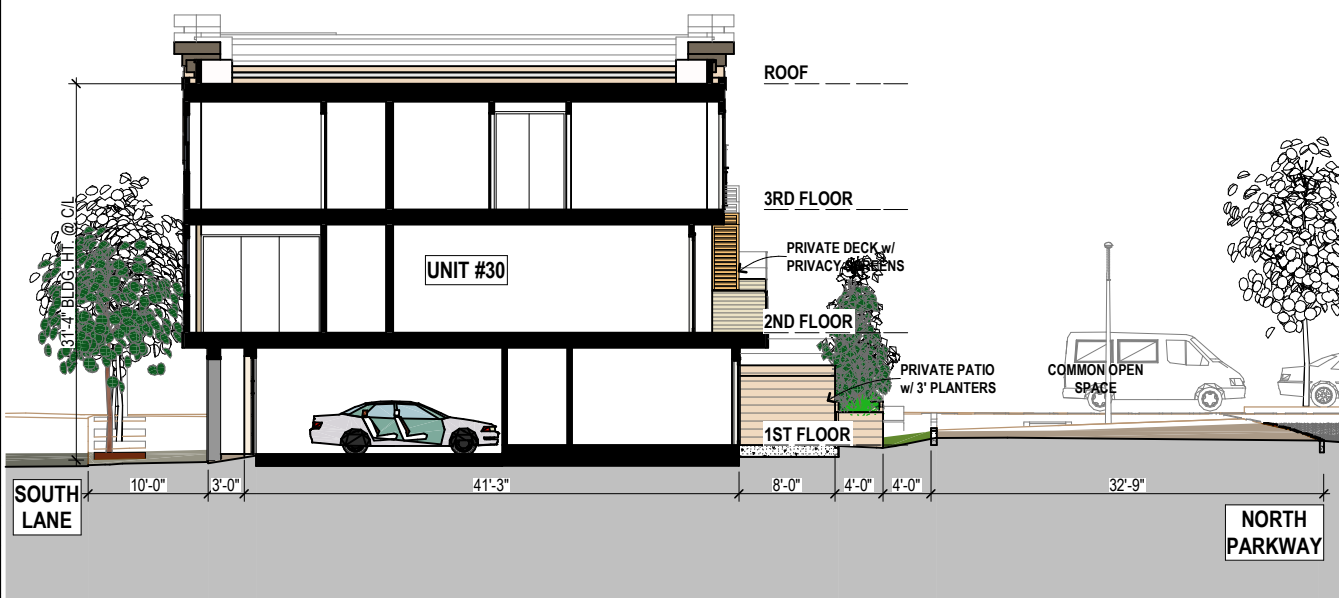 ROOF
3RD FLOOR
PRIVATE DECK w/
PRIVACY SCREENS
UNIT #30
31'-4" BLDG. HT. @ C/L
2ND FLOOR
PRIVATE PATIO
w/ 3' PLANTERS
COMMON OPEN
SPACE
1ST FLOOR
10'-0"
3'-0"
41'-3"
8'-0"
4'-0"
4'-0"
32'-9"
SOUTH
LANE
NORTH
PARKWAY